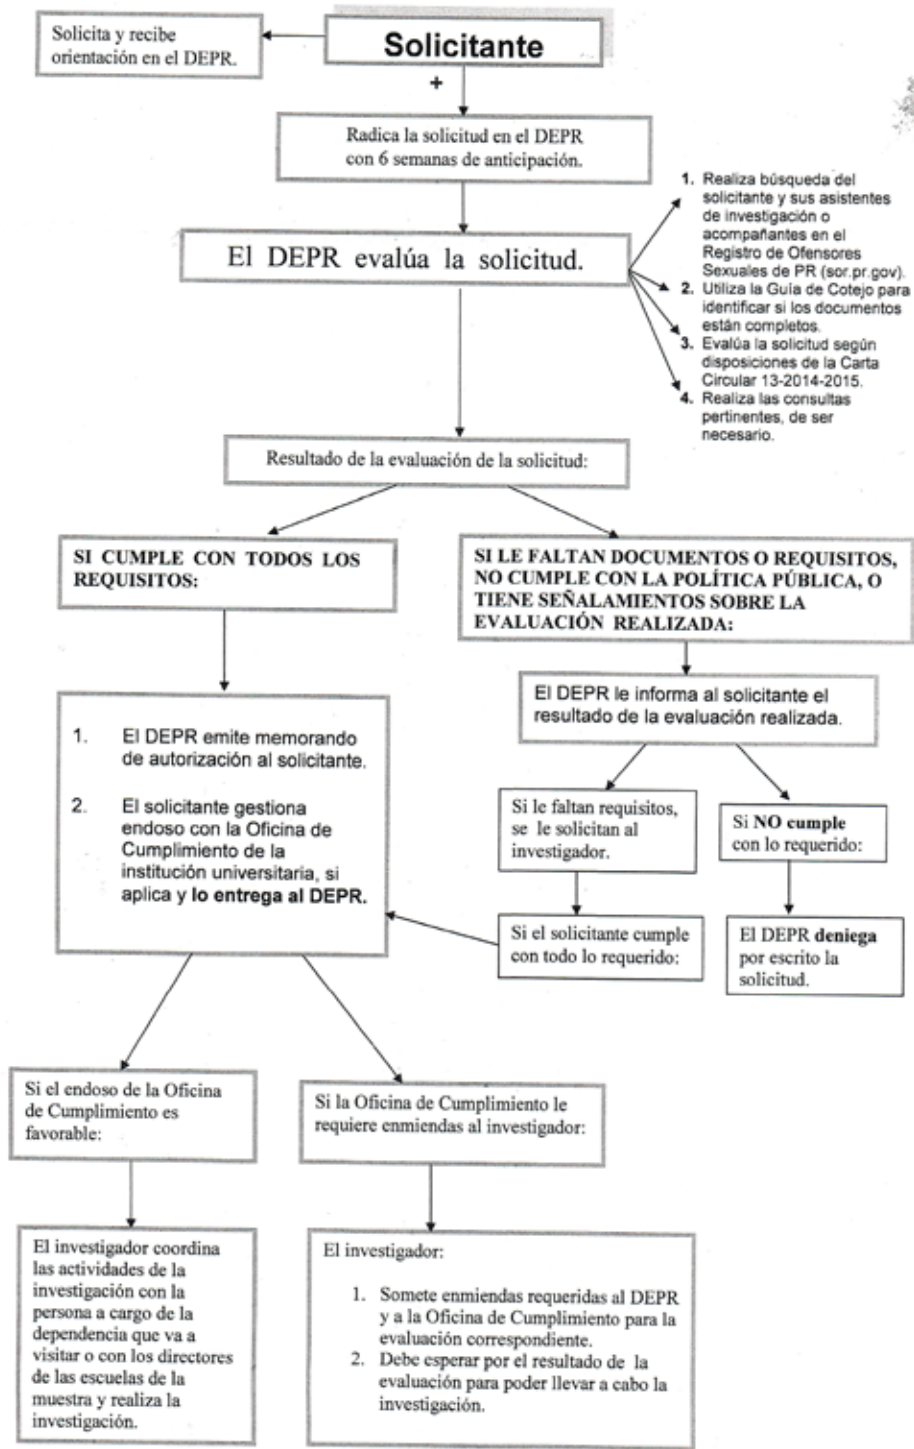 Solicita y recibe
orientación en el DEPR.
Solicitante
+
Radica la solicitud en el DEPR
con 6 semanas de anticipación.
El DEPR evalúa la solicitud.
1. Realiza búsqueda del
solicitante y sus asistentes
de investigación o
acompañantes en el
Registro de Ofensores
Sexuales de PR (sor.pr.gov).
2. Utiliza la Guía de Cotejo para
identificar si los documentos
están completos.
3. Evalúa la solicitud según
disposiciones de la Carta
Circular 13-2014-2015.
4. Realiza las consultas
pertinentes, de ser
necesario.
Resultado de la evaluación de la solicitud:
SI CUMPLE CON TODOS LOS
REQUISITOS:
SI LE FALTAN DOCUMENTOS O REQUISITOS,
NO CUMPLE CON LA POLÍTICA PÚBLICA, O
TIENE SEÑALAMIENTOS SOBRE LA
EVALUACIÓN REALIZADA:
El DEPR le informa al solicitante el
resultado de la evaluación realizada.
1. El DEPR emite memorando
de autorización al solicitante.
2. El solicitante gestiona
endoso con la Oficina de
Cumplimiento de la
institución universitaria, si
aplica y lo entrega al DEPR.
Si le faltan requisitos,
se le solicitan al
investigador.
Si NO cumple
con lo requerido:
Si el solicitante cumple
con todo lo requerido:
El DEPR deniega
por escrito la
solicitud.
Si el endoso de la Oficina
de Cumplimiento es
favorable:
Si la Oficina de Cumplimiento le
requiere enmiendas al investigador:
El investigador coordina
las actividades de la
investigación con la
persona a cargo de la
dependencia que va a
visitar o con los directores
de las escuelas de la
muestra y realiza la
investigación.
El investigador:
1. Somete enmiendas requeridas al DEPR
y a la Oficina de Cumplimiento para la
evaluación correspondiente.
2. Debe esperar por el resultado de la
evaluación para poder llevar a cabo la
investigación.